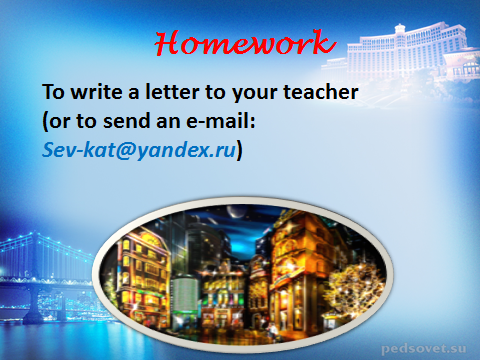 Homework
To write a letter to your teacher
(or to send an e-mail:
Sev-kat@yandex.ru)
pedsovet.su